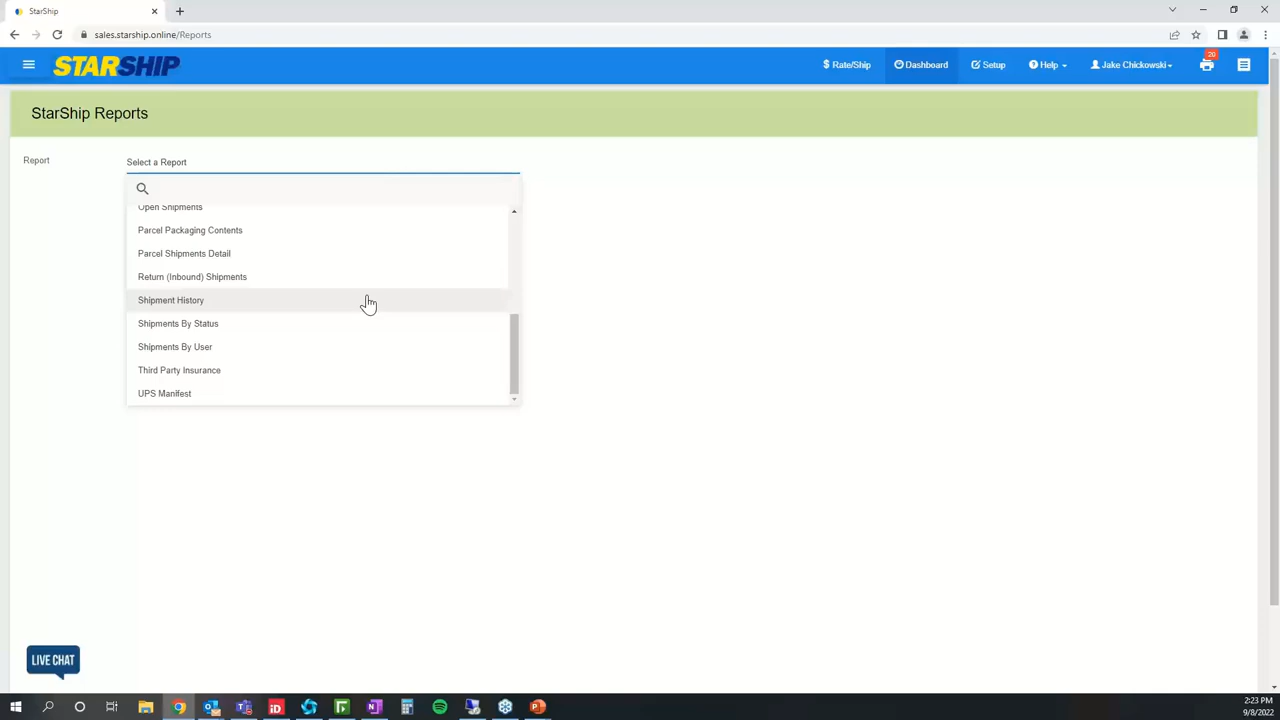 StarShip
sales.starship.online/Reports
STARSHIP
$ Rate/Ship
Dashboard
Setup
Help
Jake Chickowski
20
StarShip Reports
Report
Select a Report
Open Shipments
Parcel Packaging Contents
Parcel Shipments Detail
Return (Inbound) Shipments
Shipment History
Shipments By Status
Shipments By User
Third Party Insurance
UPS Manifest
LIVE CHAT
2:23 PM
9/8/2022